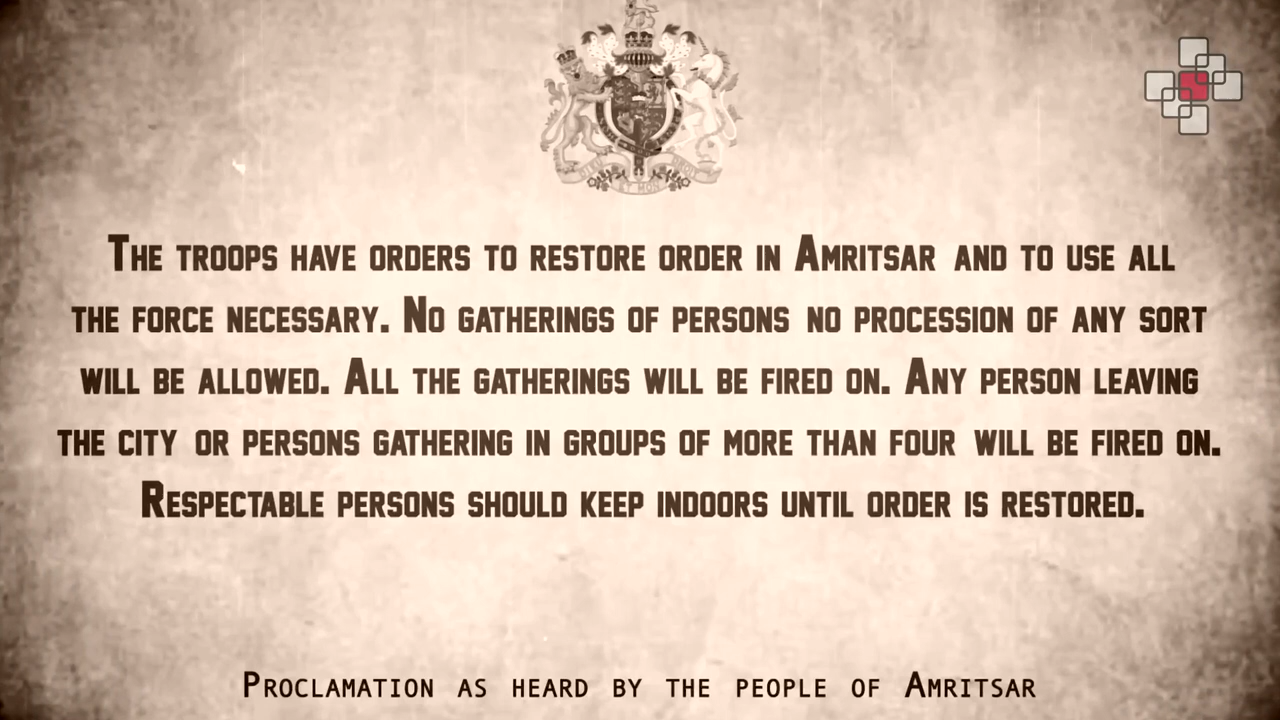 The troops have orders to restore order in Amritsar and to use all
the force necessary. No gatherings of persons no procession of any sort
will be allowed. All the gatherings will be fired on. Any person leaving
the city or persons gathering in groups of more than four will be fired on.
Respectable persons should keep indoors until order is restored.
Proclamation as heard by the people of Amritsar